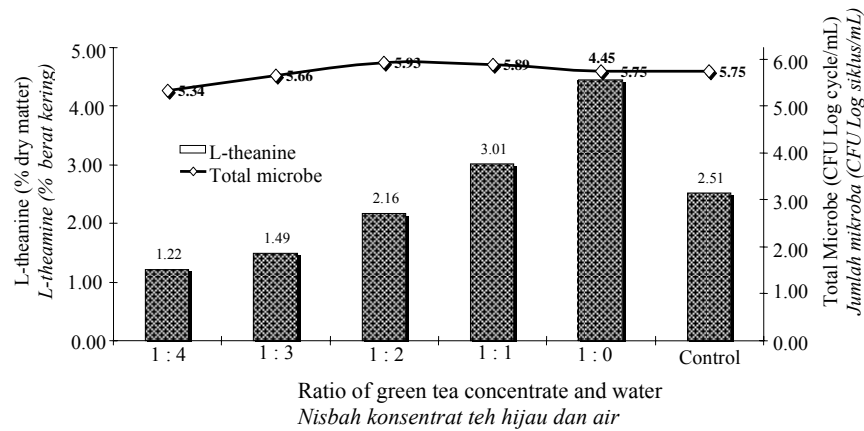 L-theanine (% dry matter)
L-theamine (% berat kering)
5.00
4.00
3.00
2.00
1.00
0.00
6.00
5.00
4.00
3.00
2.00
1.00
0.00
Total Microbe (CFU Log cycle/mL)
Jumlah mikroba (CFU Log siklus/mL)
L-theanine
Total microbe
5.34
5.66
5.93
5.89
5.75
5.75
1.22
1.49
2.16
3.01
4.45
2.51
1 : 4
1 : 3
1 : 2
1 : 1
1 : 0
Control
Ratio of green tea concentrate and water
Nisbah konsentrat teh hijau dan air